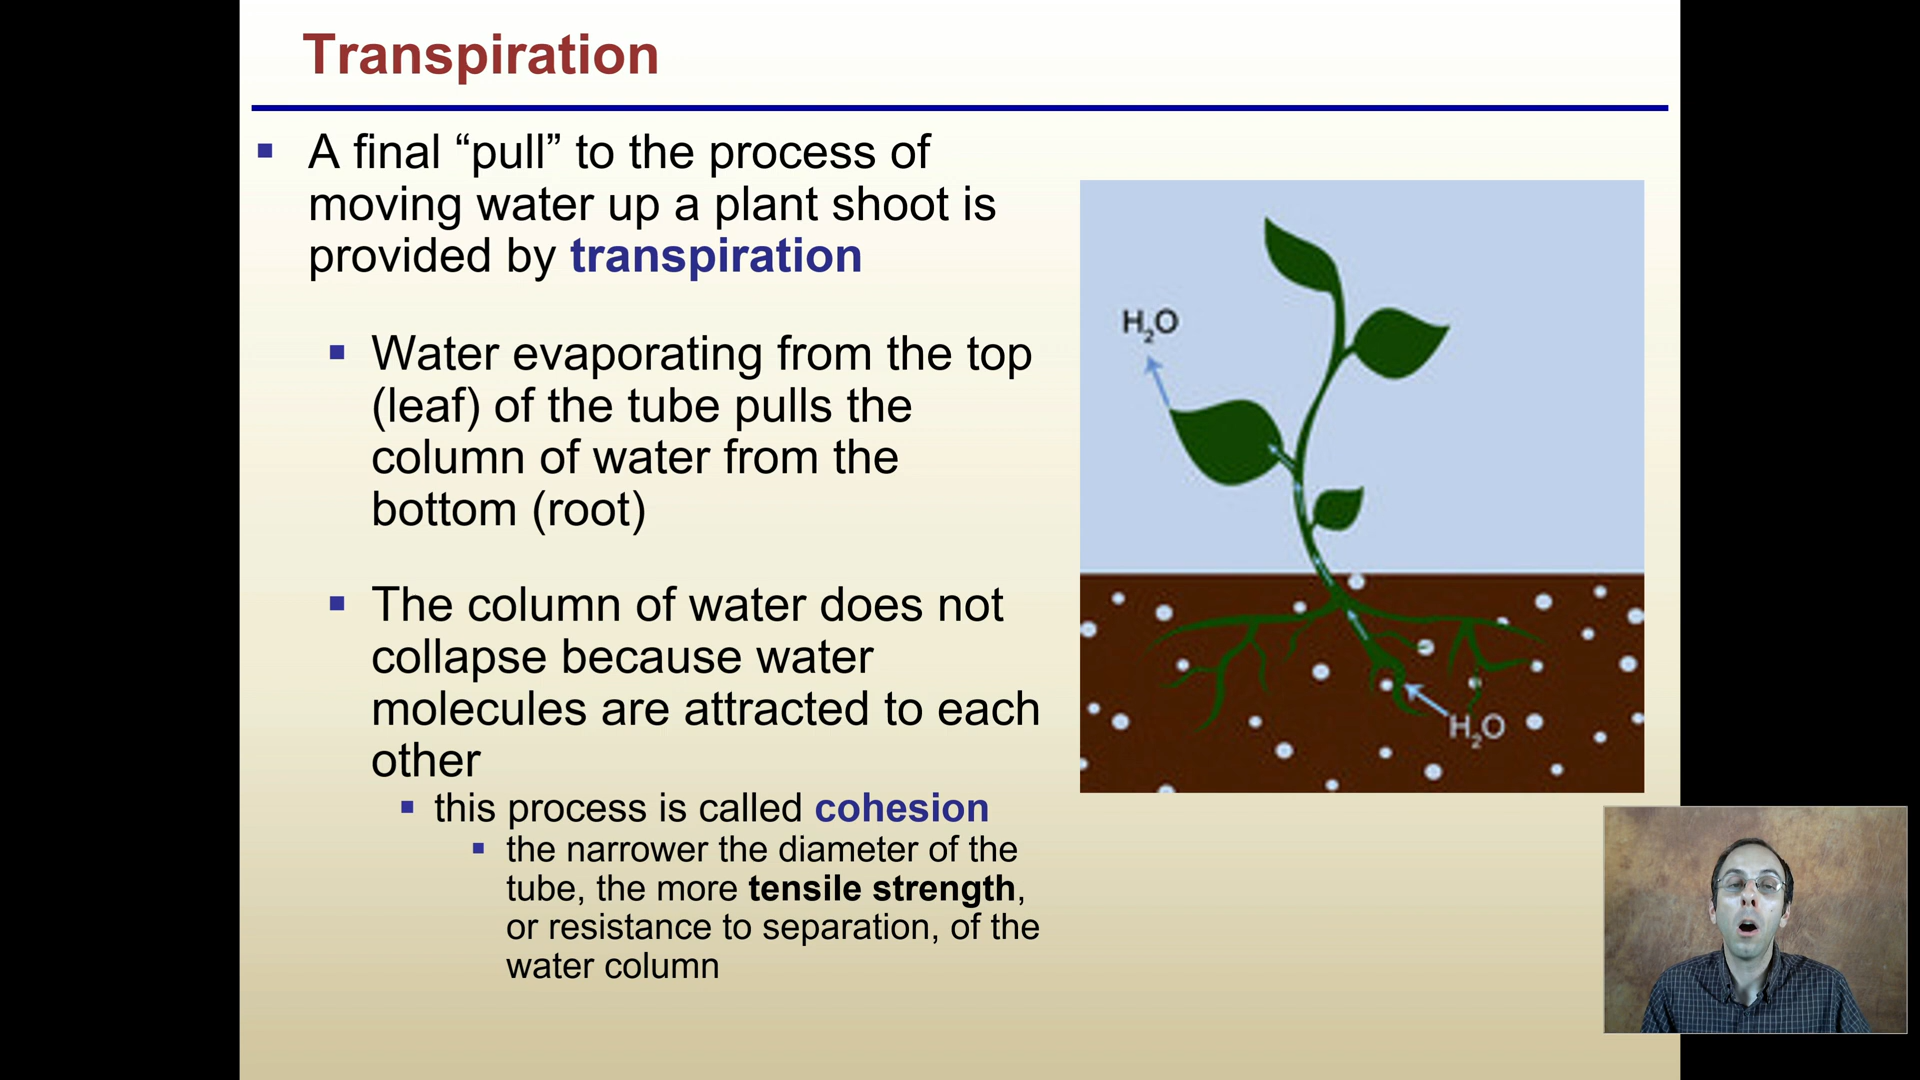 Transpiration
A final “pull” to the process of
moving water up a plant shoot is
provided by transpiration
Water evaporating from the top
(leaf) of the tube pulls the
column of water from the
bottom (root)
The column of water does not
collapse because water
molecules are attracted to each
other
this process is called cohesion
the narrower the diameter of the
tube, the more tensile strength,
or resistance to separation, of the
water column
H₂O
H₂O